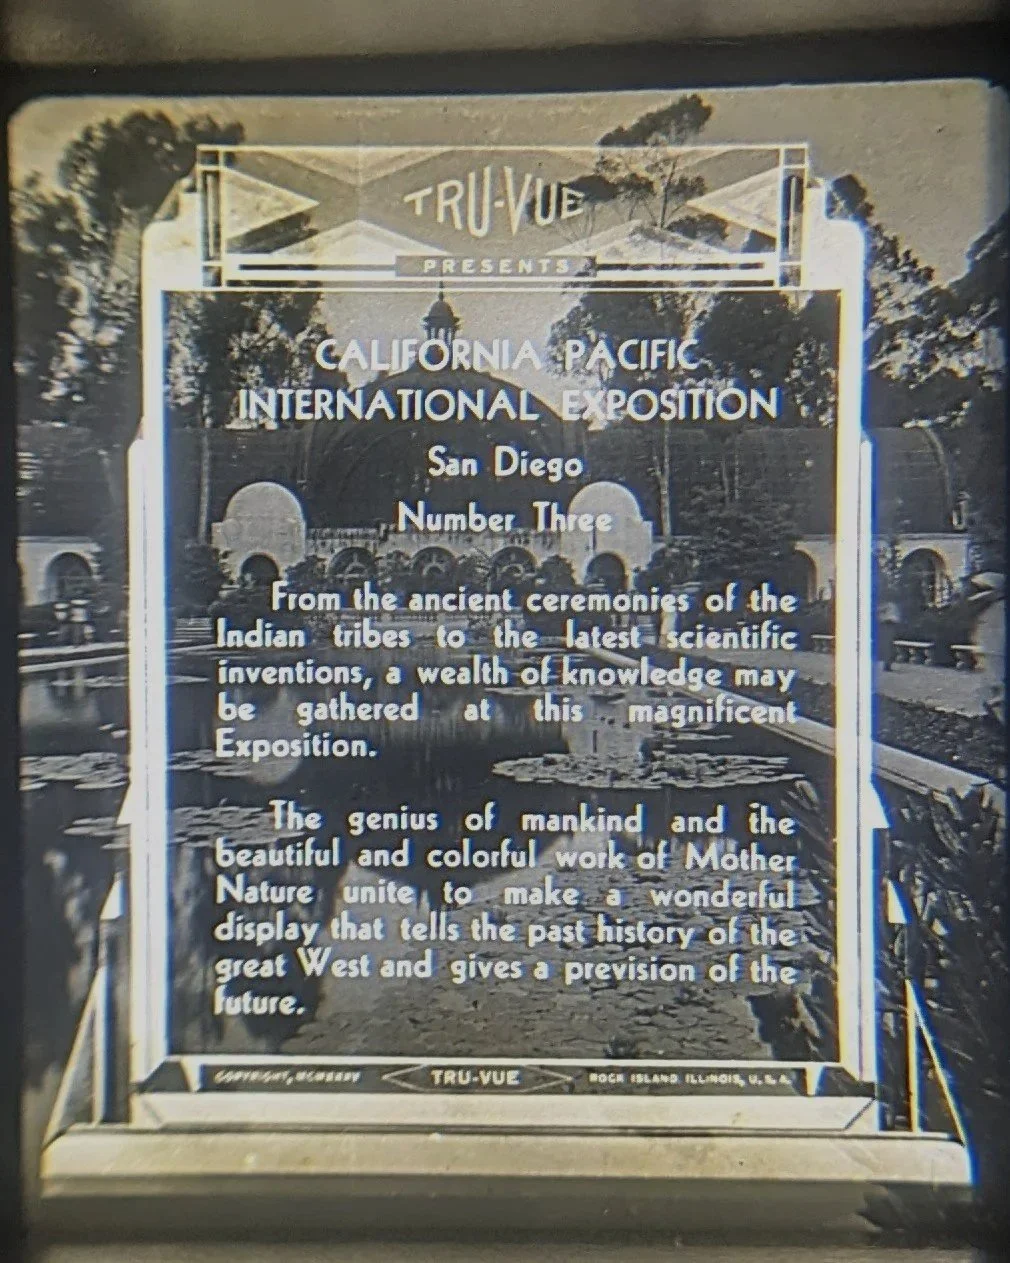 TRU-VUE
PRESENTS
CALIFORNIA PACIFIC
INTERNATIONAL EXPOSITION
San Diego
Number Three
From the ancient ceremonies of the
Indian tribes to the latest scientific
inventions, a wealth of knowledge may
be gathered at this magnificent
Exposition.
The genius of mankind and the
beautiful and colorful work of Mother
Nature unite to make a wonderful
display that tells the past history of the
great West and gives a prevision of the
future.
COPYRIGHT, MCMXXXV TRU-VUE ROCK ISLAND ILLINOIS, U.S.A.